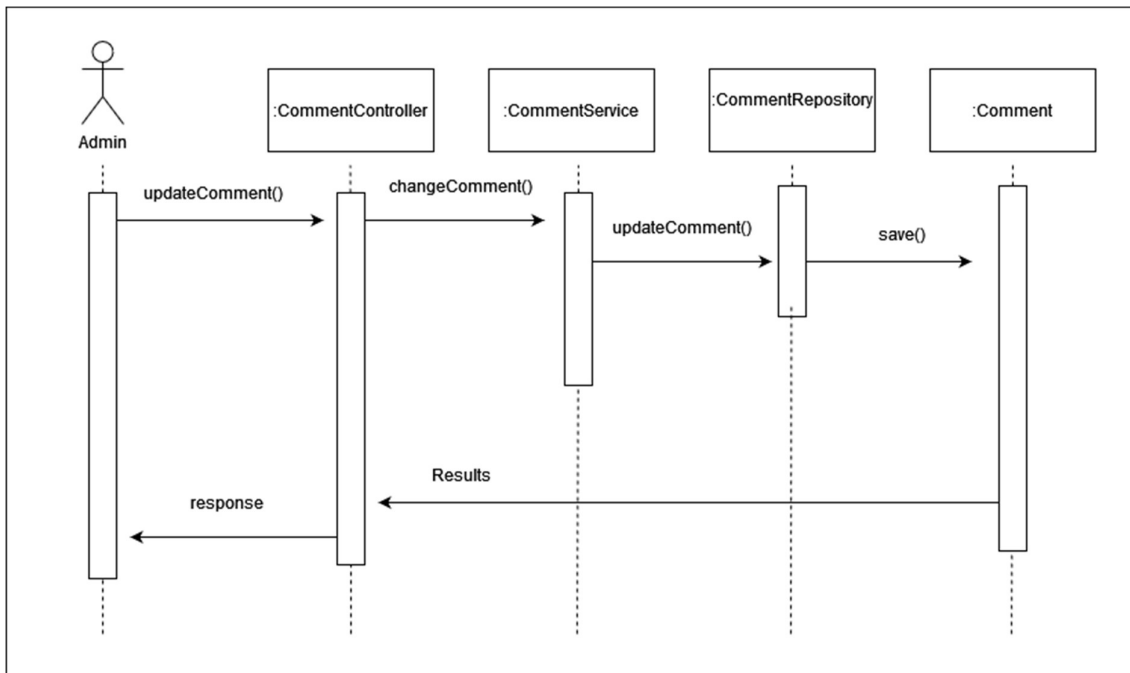 Admin
:CommentController
:CommentService
:CommentRepository
:Comment
updateComment()
changeComment()
updateComment()
save()
Results
response